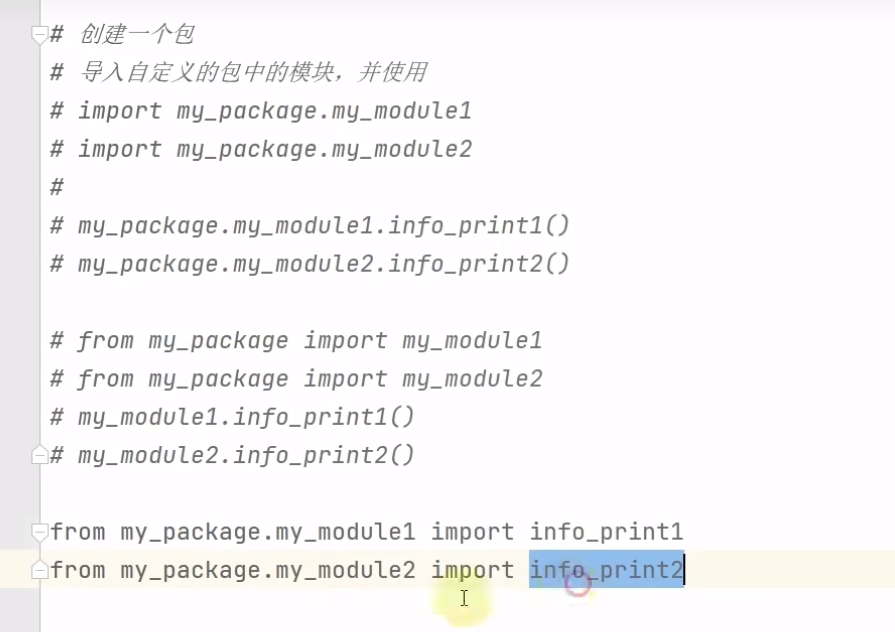 # 创建一个包
# 导入自定义的包中的模块，并使用
# import my_package.my_module1
# import my_package.my_module2
#
# my_package.my_module1.info_print1()
# my_package.my_module2.info_print2()
# from my_package import my_module1
# from my_package import my_module2
# my_module1.info_print1()
# my_module2.info_print2()
from my_package.my_module1 import info_print1
from my_package.my_module2 import info_print2